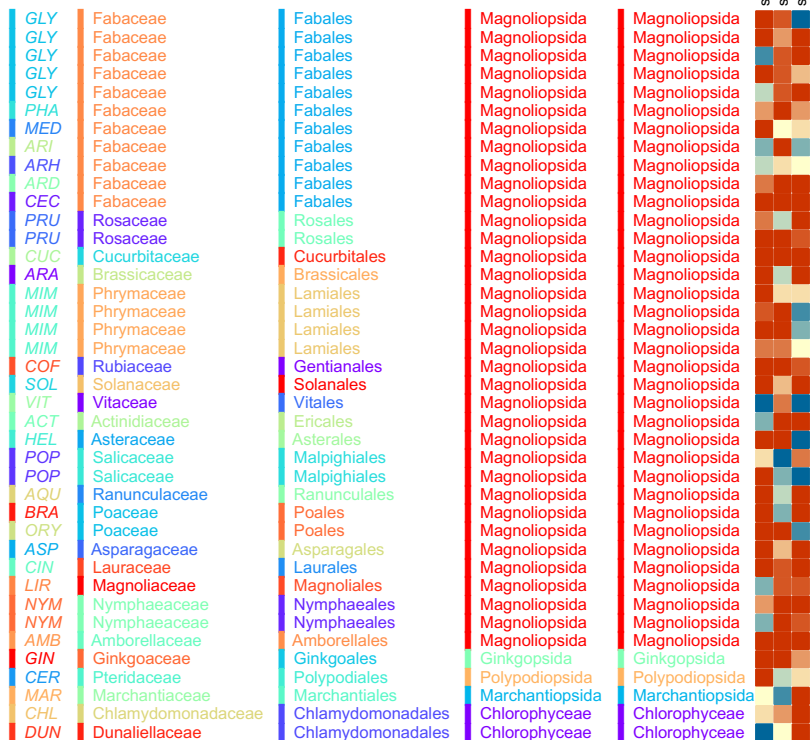 s s s
GLY Fabaceae Fabales Magnoliopsida Magnoliopsida
GLY Fabaceae Fabales Magnoliopsida Magnoliopsida
GLY Fabaceae Fabales Magnoliopsida Magnoliopsida
GLY Fabaceae Fabales Magnoliopsida Magnoliopsida
GLY Fabaceae Fabales Magnoliopsida Magnoliopsida
PHA Fabaceae Fabales Magnoliopsida Magnoliopsida
MED Fabaceae Fabales Magnoliopsida Magnoliopsida
ARI Fabaceae Fabales Magnoliopsida Magnoliopsida
ARH Fabaceae Fabales Magnoliopsida Magnoliopsida
ARD Fabaceae Fabales Magnoliopsida Magnoliopsida
CEC Fabaceae Fabales Magnoliopsida Magnoliopsida
PRU Rosaceae Rosales Magnoliopsida Magnoliopsida
PRU Rosaceae Rosales Magnoliopsida Magnoliopsida
CUC Cucurbitaceae Cucurbitales Magnoliopsida Magnoliopsida
ARA Brassicaceae Brassicales Magnoliopsida Magnoliopsida
MIM Phrymaceae Lamiales Magnoliopsida Magnoliopsida
MIM Phrymaceae Lamiales Magnoliopsida Magnoliopsida
MIM Phrymaceae Lamiales Magnoliopsida Magnoliopsida
MIM Phrymaceae Lamiales Magnoliopsida Magnoliopsida
COF Rubiaceae Gentianales Magnoliopsida Magnoliopsida
SOL Solanaceae Solanales Magnoliopsida Magnoliopsida
VIT Vitaceae Vitales Magnoliopsida Magnoliopsida
ACT Actinidiaceae Ericales Magnoliopsida Magnoliopsida
HEL Asteraceae Asterales Magnoliopsida Magnoliopsida
POP Salicaceae Malpighiales Magnoliopsida Magnoliopsida
POP Salicaceae Malpighiales Magnoliopsida Magnoliopsida
AQU Ranunculaceae Ranunculales Magnoliopsida Magnoliopsida
BRA Poaceae Poales Magnoliopsida Magnoliopsida
ORY Poaceae Poales Magnoliopsida Magnoliopsida
ASP Asparagaceae Asparagales Magnoliopsida Magnoliopsida
CIN Lauraceae Laurales Magnoliopsida Magnoliopsida
LIR Magnoliaceae Magnoliales Magnoliopsida Magnoliopsida
NYM Nymphaeaceae Nymphaeales Magnoliopsida Magnoliopsida
NYM Nymphaeaceae Nymphaeales Magnoliopsida Magnoliopsida
AMB Amborellaceae Amborellales Magnoliopsida Magnoliopsida
GIN Ginkgoaceae Ginkgoales Ginkgopsida Ginkgopsida
CER Pteridaceae Polypodiales Polypodiopsida Polypodiopsida
MAR Marchantiaceae Marchantiales Marchantiopsida Marchantiopsida
CHL Chlamydomonadaceae Chlamydomonadales Chlorophyceae Chlorophyceae
DUN Dunaliellaceae Chlamydomonadales Chlorophyceae Chlorophyceae